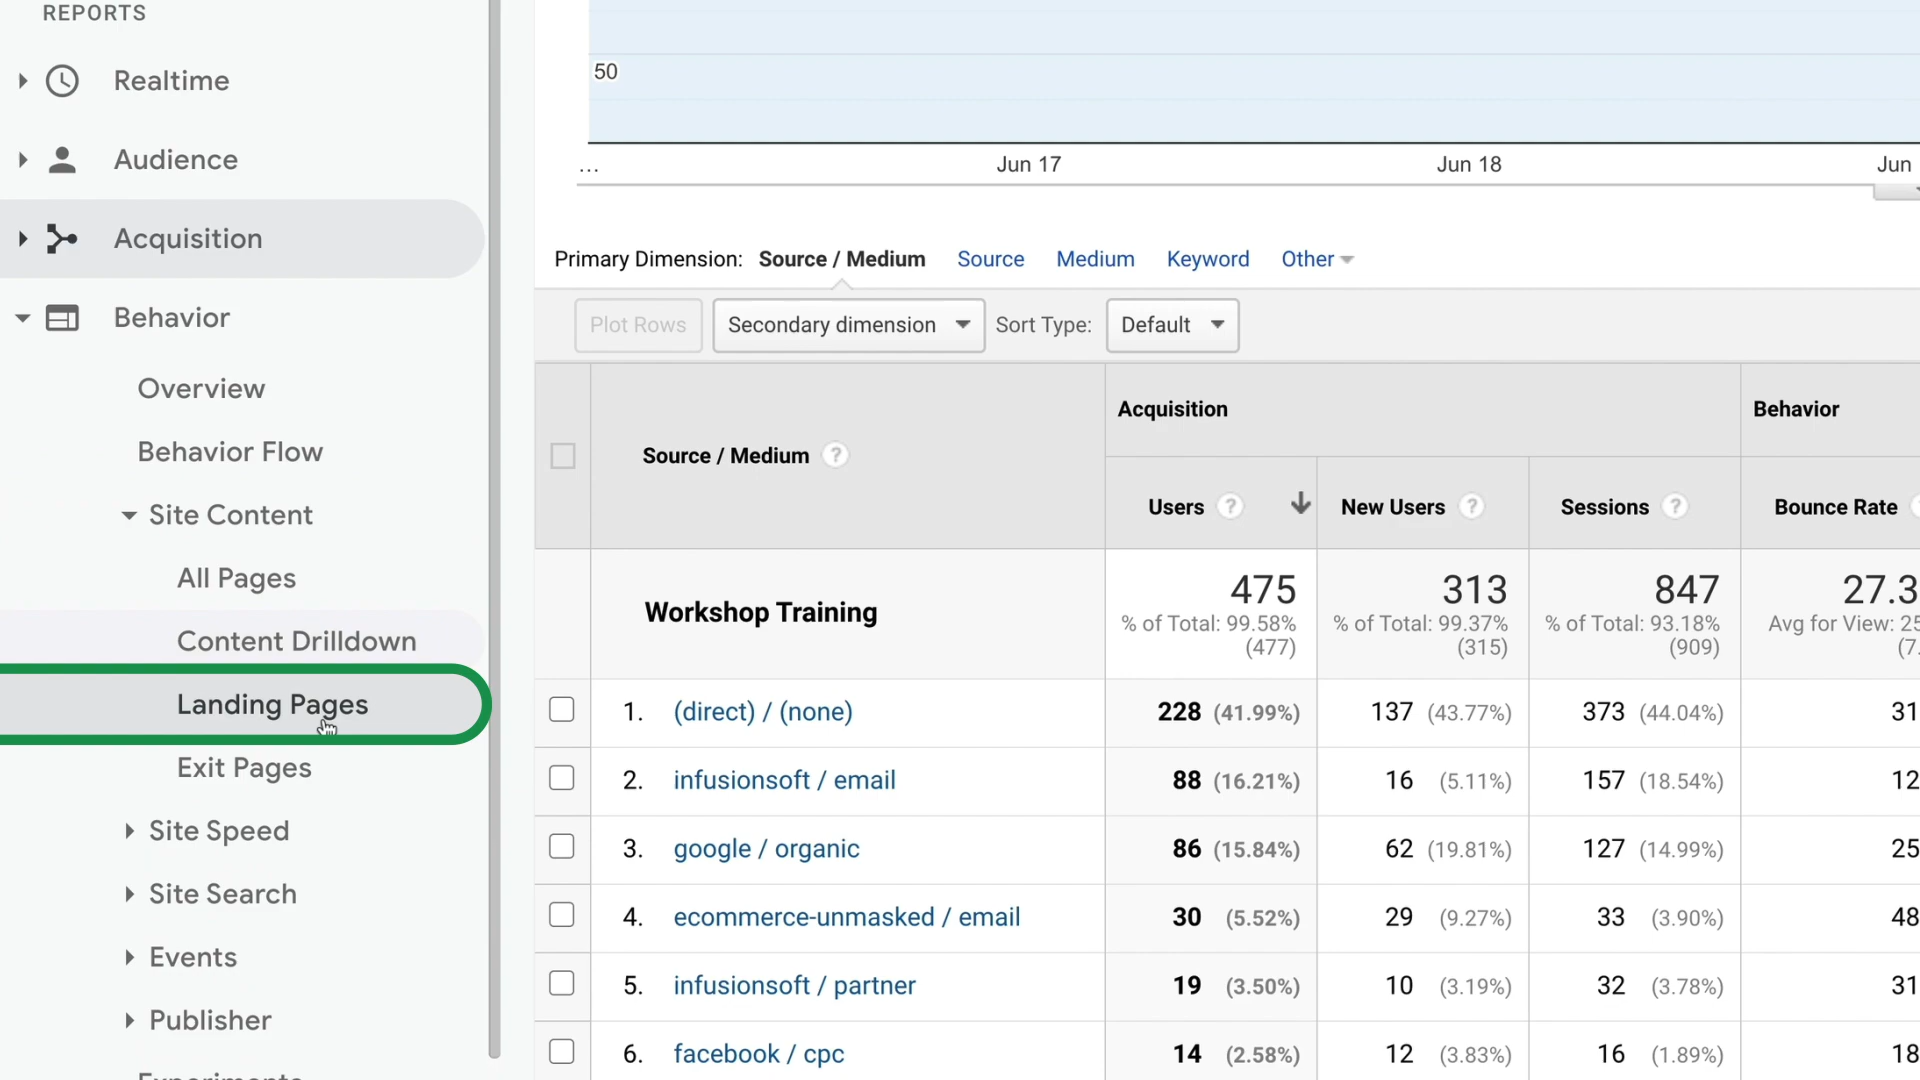 REPORTS
Realtime
Audience
Acquisition
Behavior
Overview
Behavior Flow
Site Content
All Pages
Content Drilldown
Landing Pages
Exit Pages
Site Speed
Site Search
Events
Publisher
Experiments
50
... Jun 17 Jun 18 Jun
Primary Dimension: Source / Medium Source Medium Keyword Other
Plot Rows Secondary dimension Sort Type: Default
Source / Medium ?
Acquisition Behavior
Users ? New Users ? Sessions ? Bounce Rate
Workshop Training
475 313 847 27.3
% of Total: 99.58% % of Total: 99.37% % of Total: 93.18% Avg for View: 25
(477) (315) (909) (7.
1. (direct) / (none) 228 (41.99%) 137 (43.77%) 373 (44.04%) 31
2. infusionsoft / email 88 (16.21%) 16 (5.11%) 157 (18.54%) 12
3. google / organic 86 (15.84%) 62 (19.81%) 127 (14.99%) 25
4. ecommerce-unmasked / email 30 (5.52%) 29 (9.27%) 33 (3.90%) 48
5. infusionsoft / partner 19 (3.50%) 10 (3.19%) 32 (3.78%) 31
6. facebook / cpc 14 (2.58%) 12 (3.83%) 16 (1.89%) 18